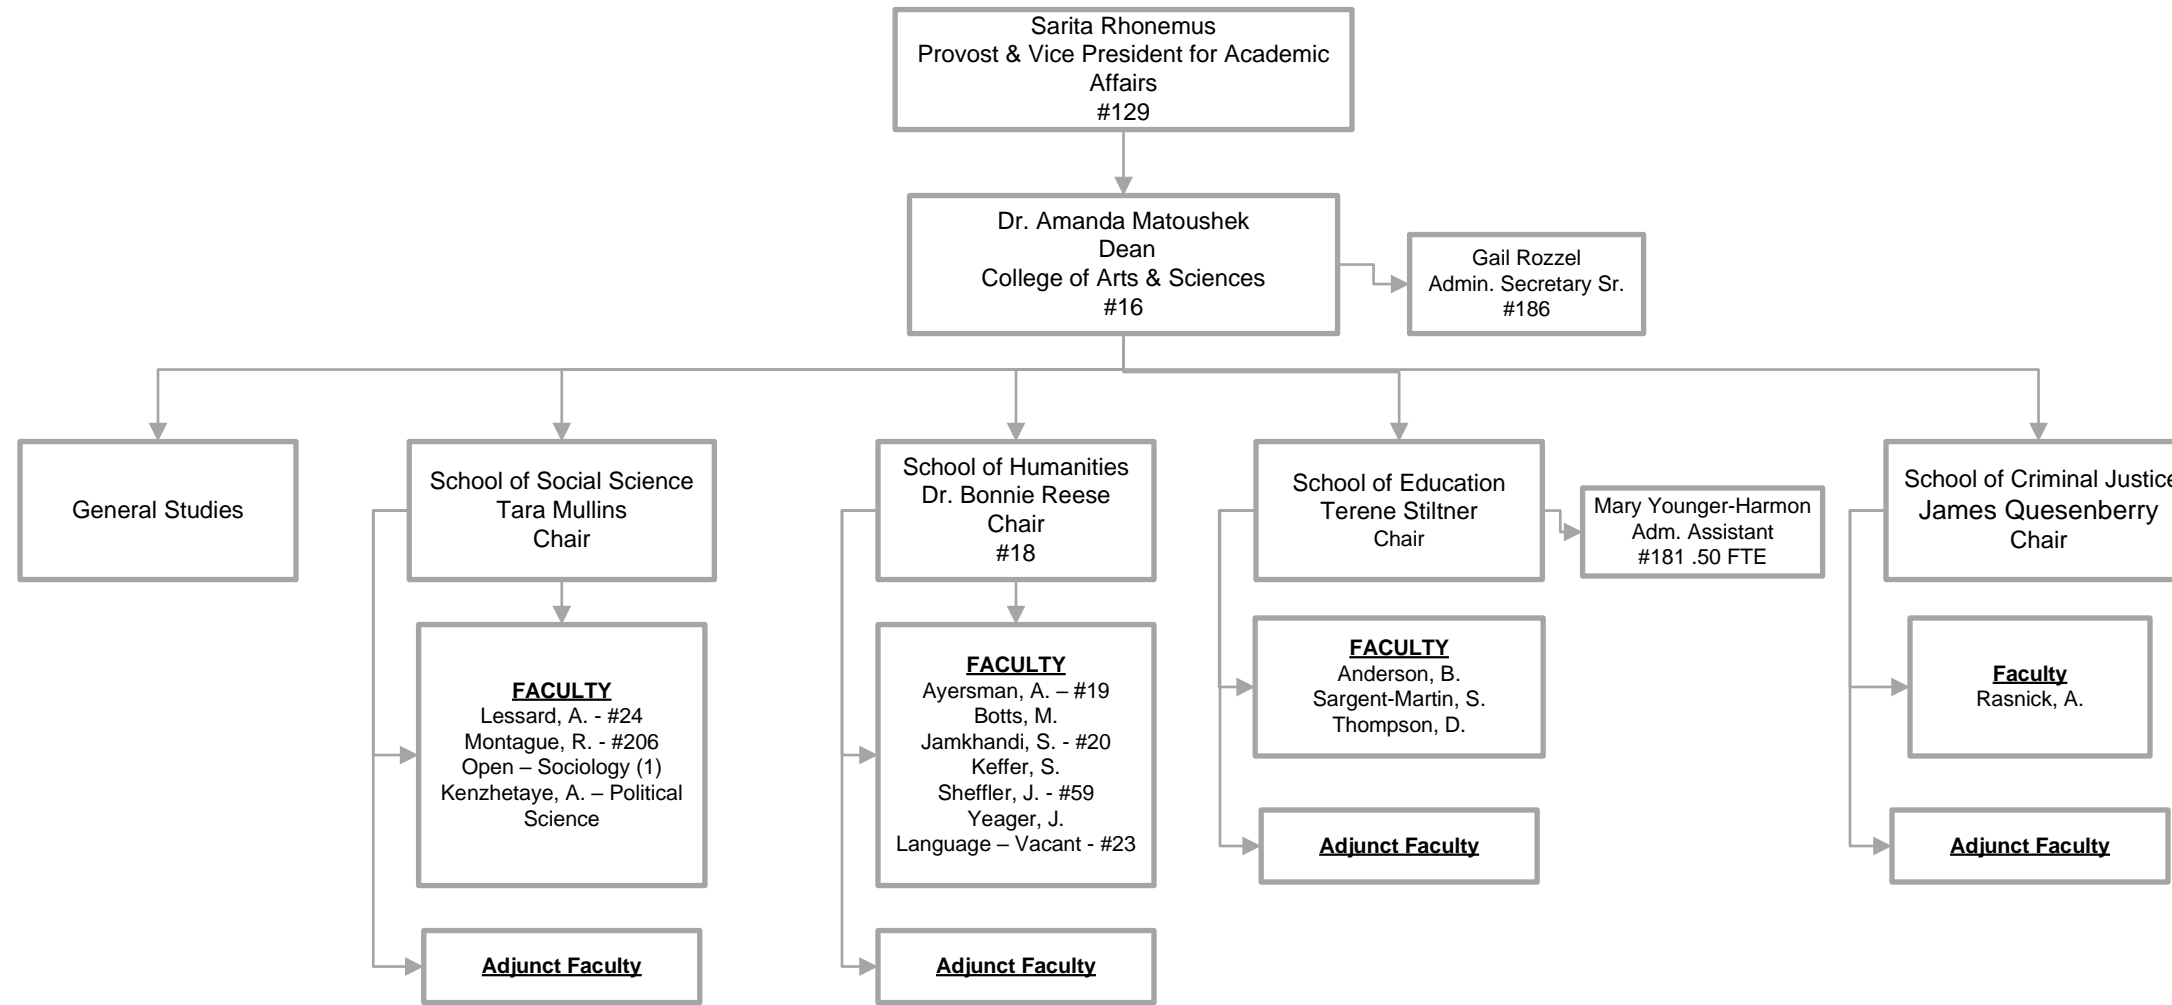 Sarita Rhonemus
Provost & Vice President for Academic
Affairs
#129
Dr. Amanda Matoushek
Dean
College of Arts & Sciences
#16
Gail Rozzel
Admin. Secretary Sr.
#186
General Studies
School of Social Science
Tara Mullins
Chair
School of Humanities
Dr. Bonnie Reese
Chair
#18
School of Education
Terene Stiltner
Chair
Mary Younger-Harmon
Adm. Assistant
#181 .50 FTE
School of Criminal Justice
James Quesenberry
Chair
FACULTY
Lessard, A. - #24
Montague, R. - #206
Open – Sociology (1)
Kenzhetaye, A. – Political
Science
FACULTY
Ayersman, A. – #19
Botts, M.
Jamkhandi, S. - #20
Keffer, S.
Sheffler, J. - #59
Yeager, J.
Language – Vacant - #23
FACULTY
Anderson, B.
Sargent-Martin, S.
Thompson, D.
Faculty
Rasnick, A.
Adjunct Faculty
Adjunct Faculty
Adjunct Faculty
Adjunct Faculty